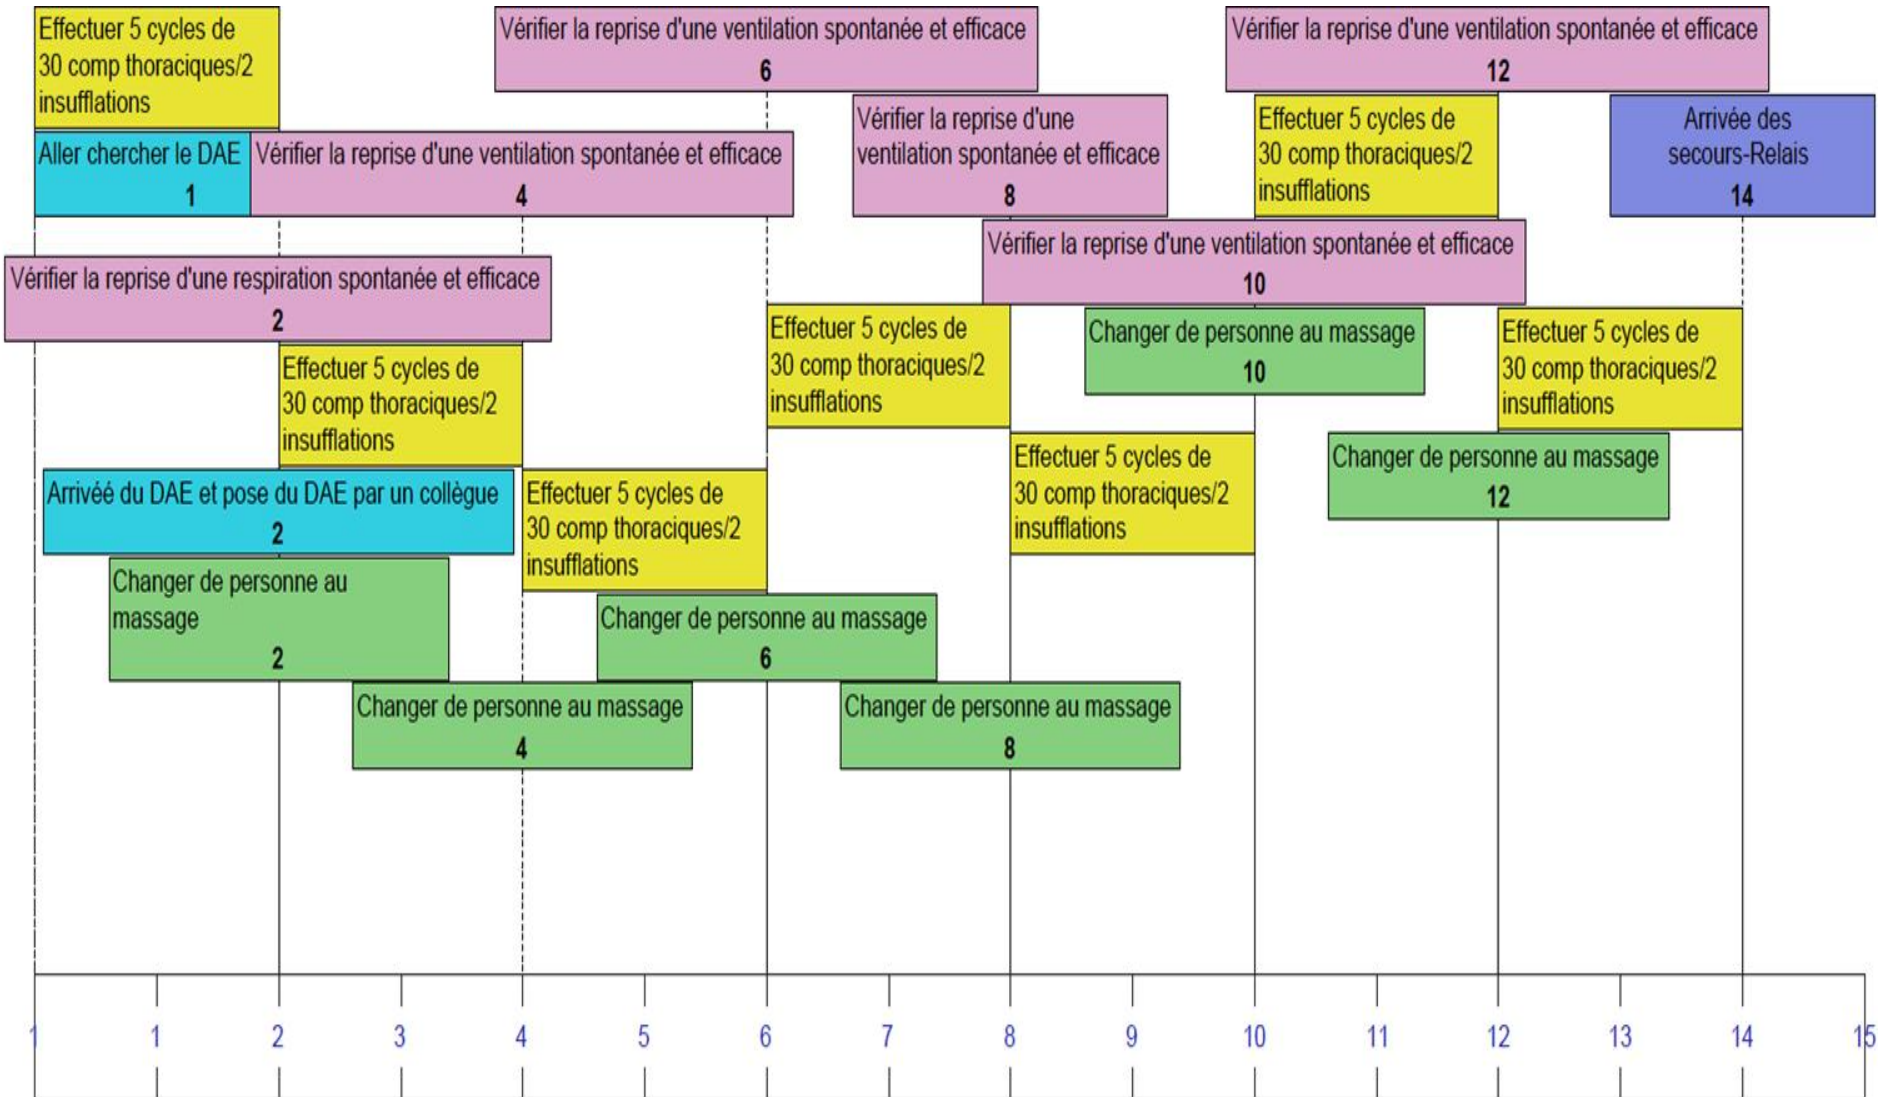 Effectuer 5 cycles de
30 comp thoraciques/2
insufflations
Aller chercher le DAE
1
Vérifier la reprise d'une ventilation spontanée et efficace
4
Vérifier la reprise d'une ventilation spontanée et efficace
6
Vérifier la reprise d'une
ventilation spontanée et efficace
8
Vérifier la reprise d'une ventilation spontanée et efficace
12
Effectuer 5 cycles de
30 comp thoraciques/2
insufflations
Arrivée des
secours-Relais
14
Vérifier la reprise d'une ventilation spontanée et efficace
10
Vérifier la reprise d'une respiration spontanée et efficace
2
Effectuer 5 cycles de
30 comp thoraciques/2
insufflations
Effectuer 5 cycles de
30 comp thoraciques/2
insufflations
Changer de personne au massage
10
Effectuer 5 cycles de
30 comp thoraciques/2
insufflations
Arrivéé du DAE et pose du DAE par un collègue
2
Effectuer 5 cycles de
30 comp thoraciques/2
insufflations
Effectuer 5 cycles de
30 comp thoraciques/2
insufflations
Changer de personne au massage
12
Changer de personne au
massage
2
Changer de personne au massage
6
Changer de personne au massage
4
Changer de personne au massage
8
1 1 2 3 4 5 6 7 8 9 10 11 12 13 14 15